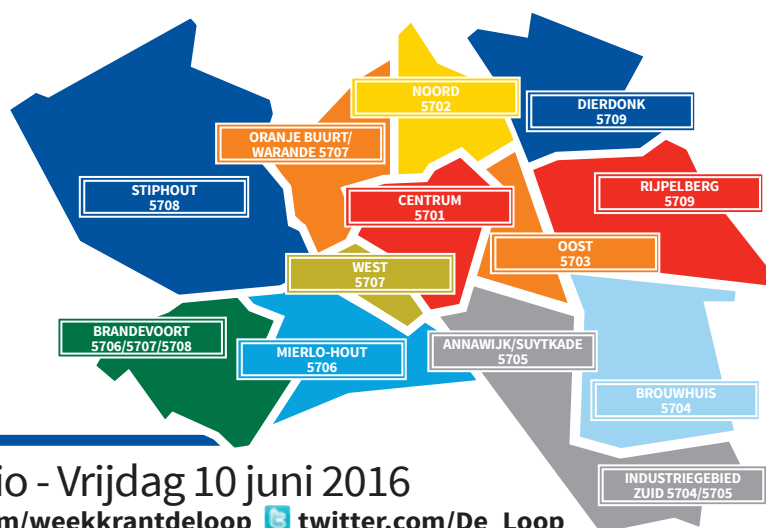 NOORD
5702
DIERDONK
5709
ORANJE BUURT/
WARANDE 5707
STIPHOUT
5708
CENTRUM
5701
RIJPELBERG
5709
OOST
5703
WEST
5707
BRANDEVOORT
5706/5707/5708
MIERLO-HOUT
5706
ANNAWIJK/SUYTKADE
5705
BROUWHUIS
5704
INDUSTRIEGEBIED
ZUID 5704/5705
io - Vrijdag 10 juni 2016
m/weekkrantdeloop twitter.com/De_Loop